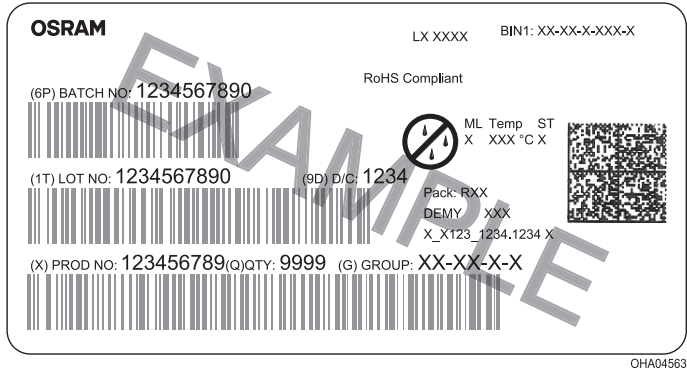 OSRAM
LX XXXX
BIN1: XX-XX-X-XXX-X
RoHS Compliant
(6P) BATCH NO: 1234567890
ML Temp ST
X XXX °C X
(1T) LOT NO: 1234567890 (9D) D/C: 1234
Pack: RXX
DEMY XXX
X_X123_1234.1234 X
(X) PROD NO: 123456789(Q)QTY: 9999 (G) GROUP: XX-XX-X-X
EXAMPLE
OHA04563